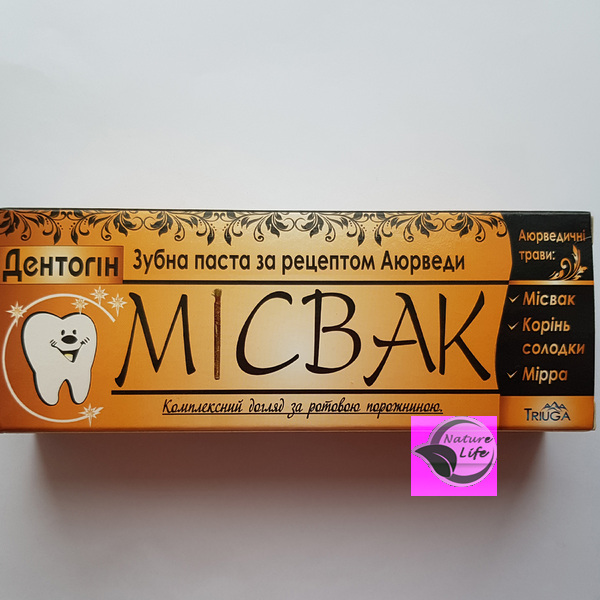 Дентогін
Зубна паста за рецептом Аюрведи
МІСВАК
Комплексний догляд за ротовою порожниною.
Аюрведичні
трави:
Місвак
Корінь
солодки
Мірра
TRIUGA
Nature
Life